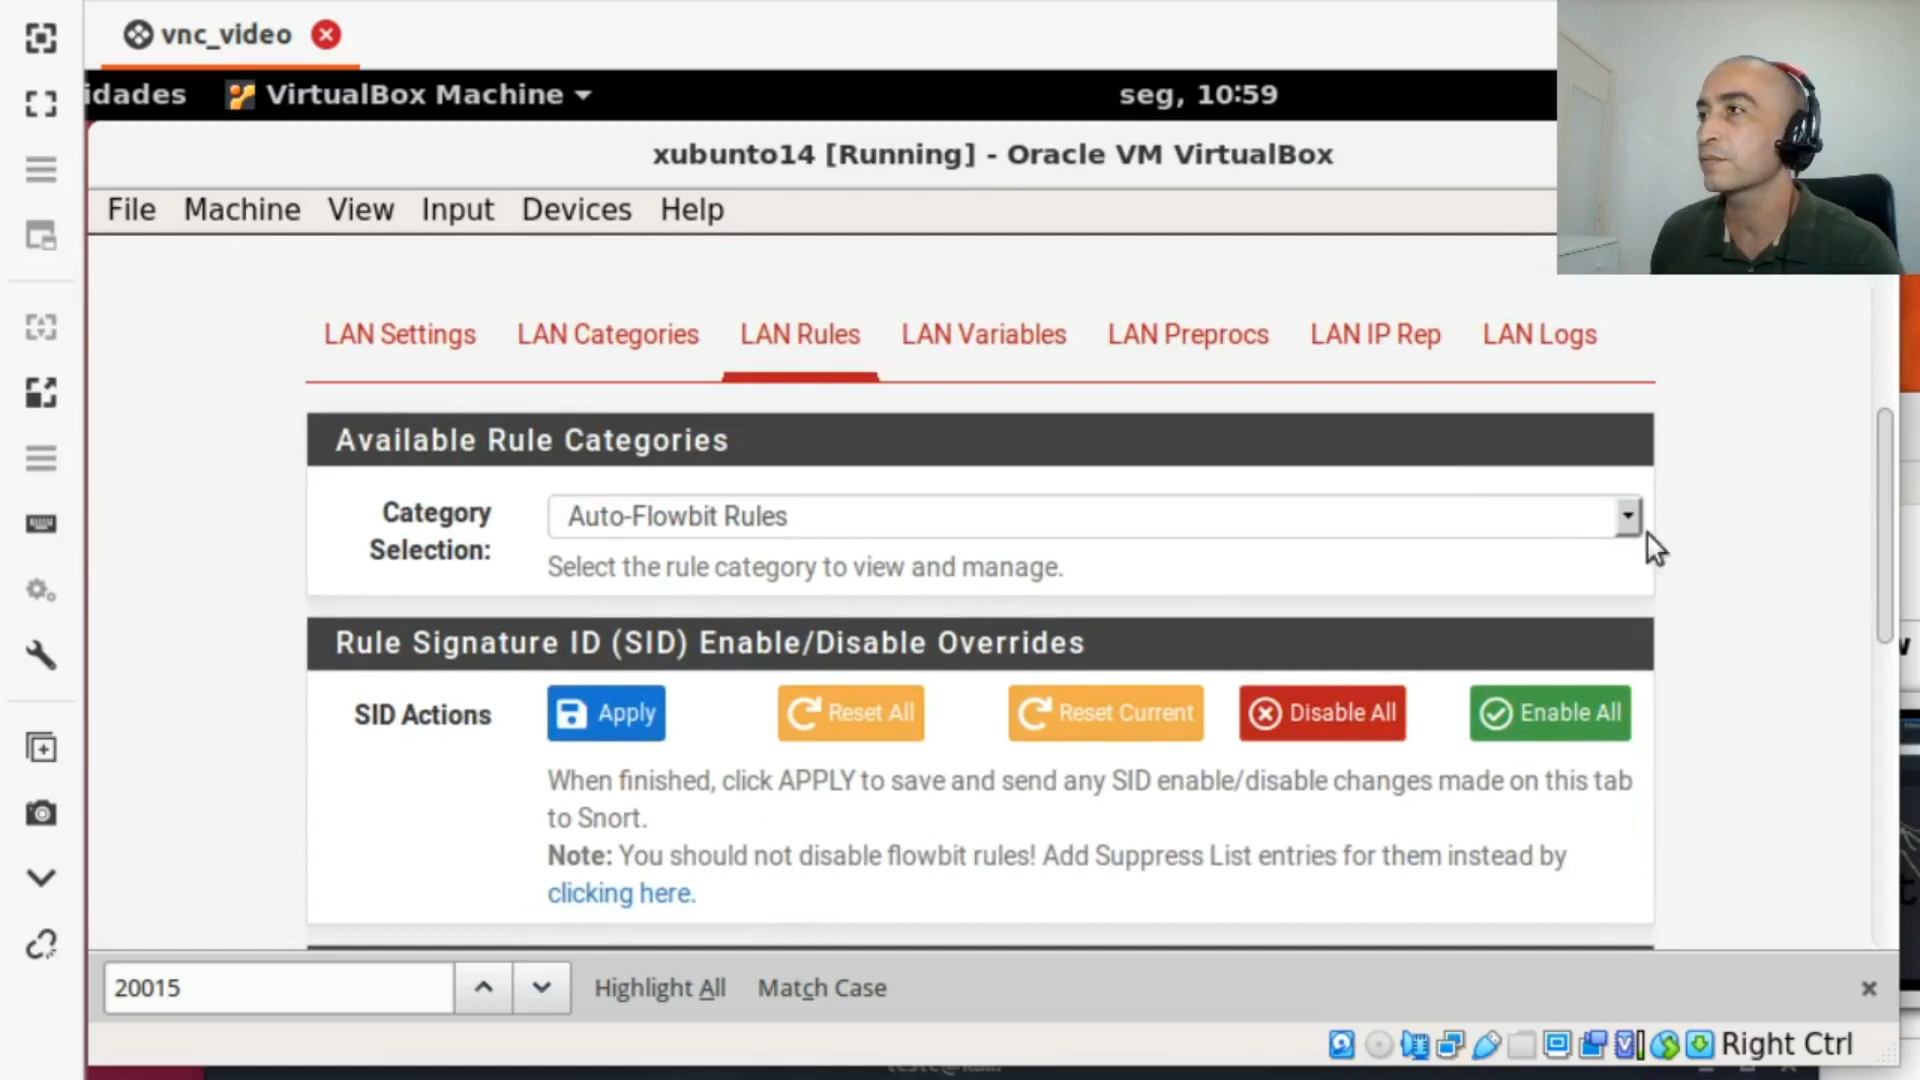 vnc_video
idades VirtualBox Machine seg, 10:59
xubunto14 [Running] - Oracle VM VirtualBox
File Machine View Input Devices Help
LAN Settings LAN Categories LAN Rules LAN Variables LAN Preprocs LAN IP Rep LAN Logs
Available Rule Categories
Category Selection:
Auto-Flowbit Rules
Select the rule category to view and manage.
Rule Signature ID (SID) Enable/Disable Overrides
SID Actions Apply Reset All Reset Current Disable All Enable All
When finished, click APPLY to save and send any SID enable/disable changes made on this tab
to Snort.
Note: You should not disable flowbit rules! Add Suppress List entries for them instead by
clicking here.
20015 Highlight All Match Case
Right Ctrl